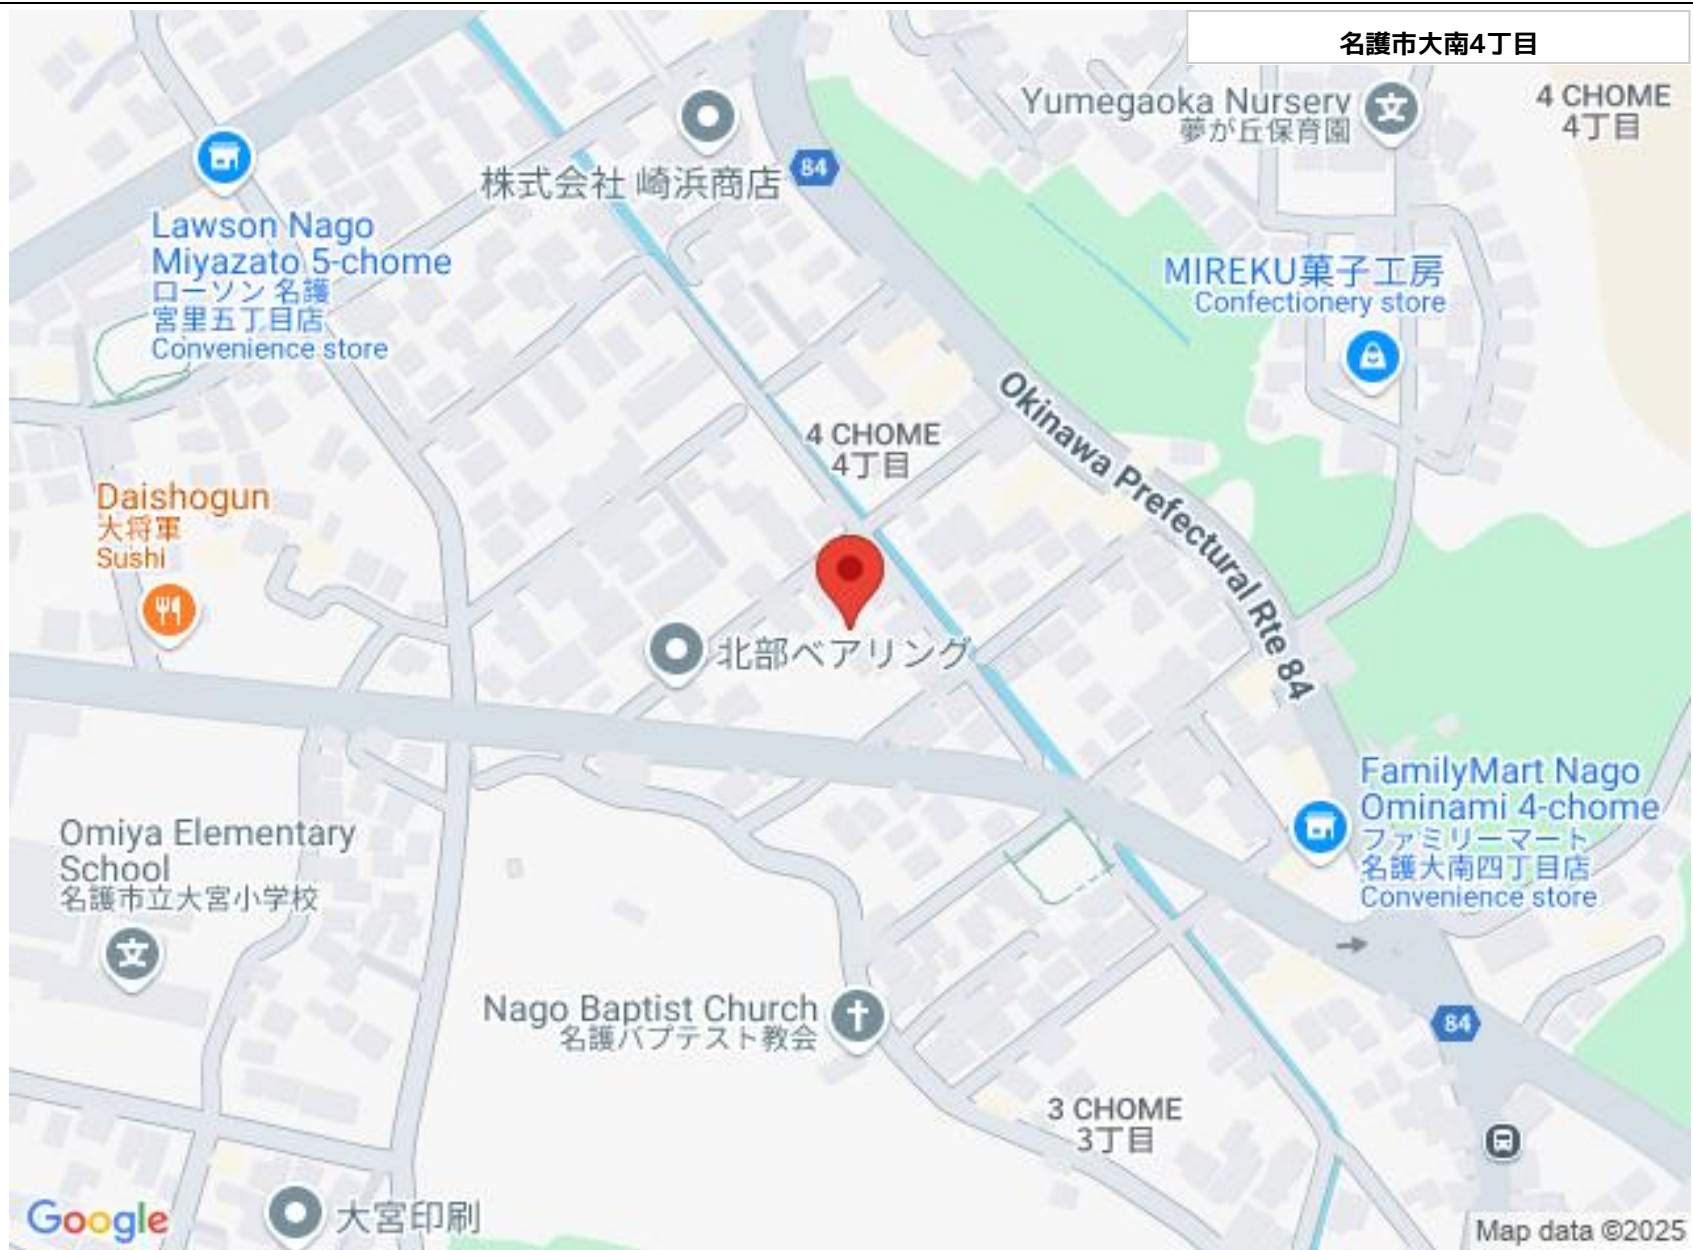 名護市大南4丁目
Yumegaoka Nurserv
夢が丘保育園
4 CHOME
4丁目
株式会社 崎浜商店
84
Lawson Nago
Miyazato 5-chome
ローソン 名護
宮里五丁目店
Convenience store
MIREKU菓子工房
Confectionery store
Okinawa Prefectural Rte 84
4 CHOME
4丁目
Daishogun
大将軍
Sushi
北部ベアリング
FamilyMart Nago
Ominami 4-chome
ファミリーマート
名護大南四丁目店
Convenience store
Omiya Elementary
School
名護市立大宮小学校
文
文
Nago Baptist Church
名護バプテスト教会
84
3 CHOME
3丁目
大宮印刷
Google
Map data ©2025